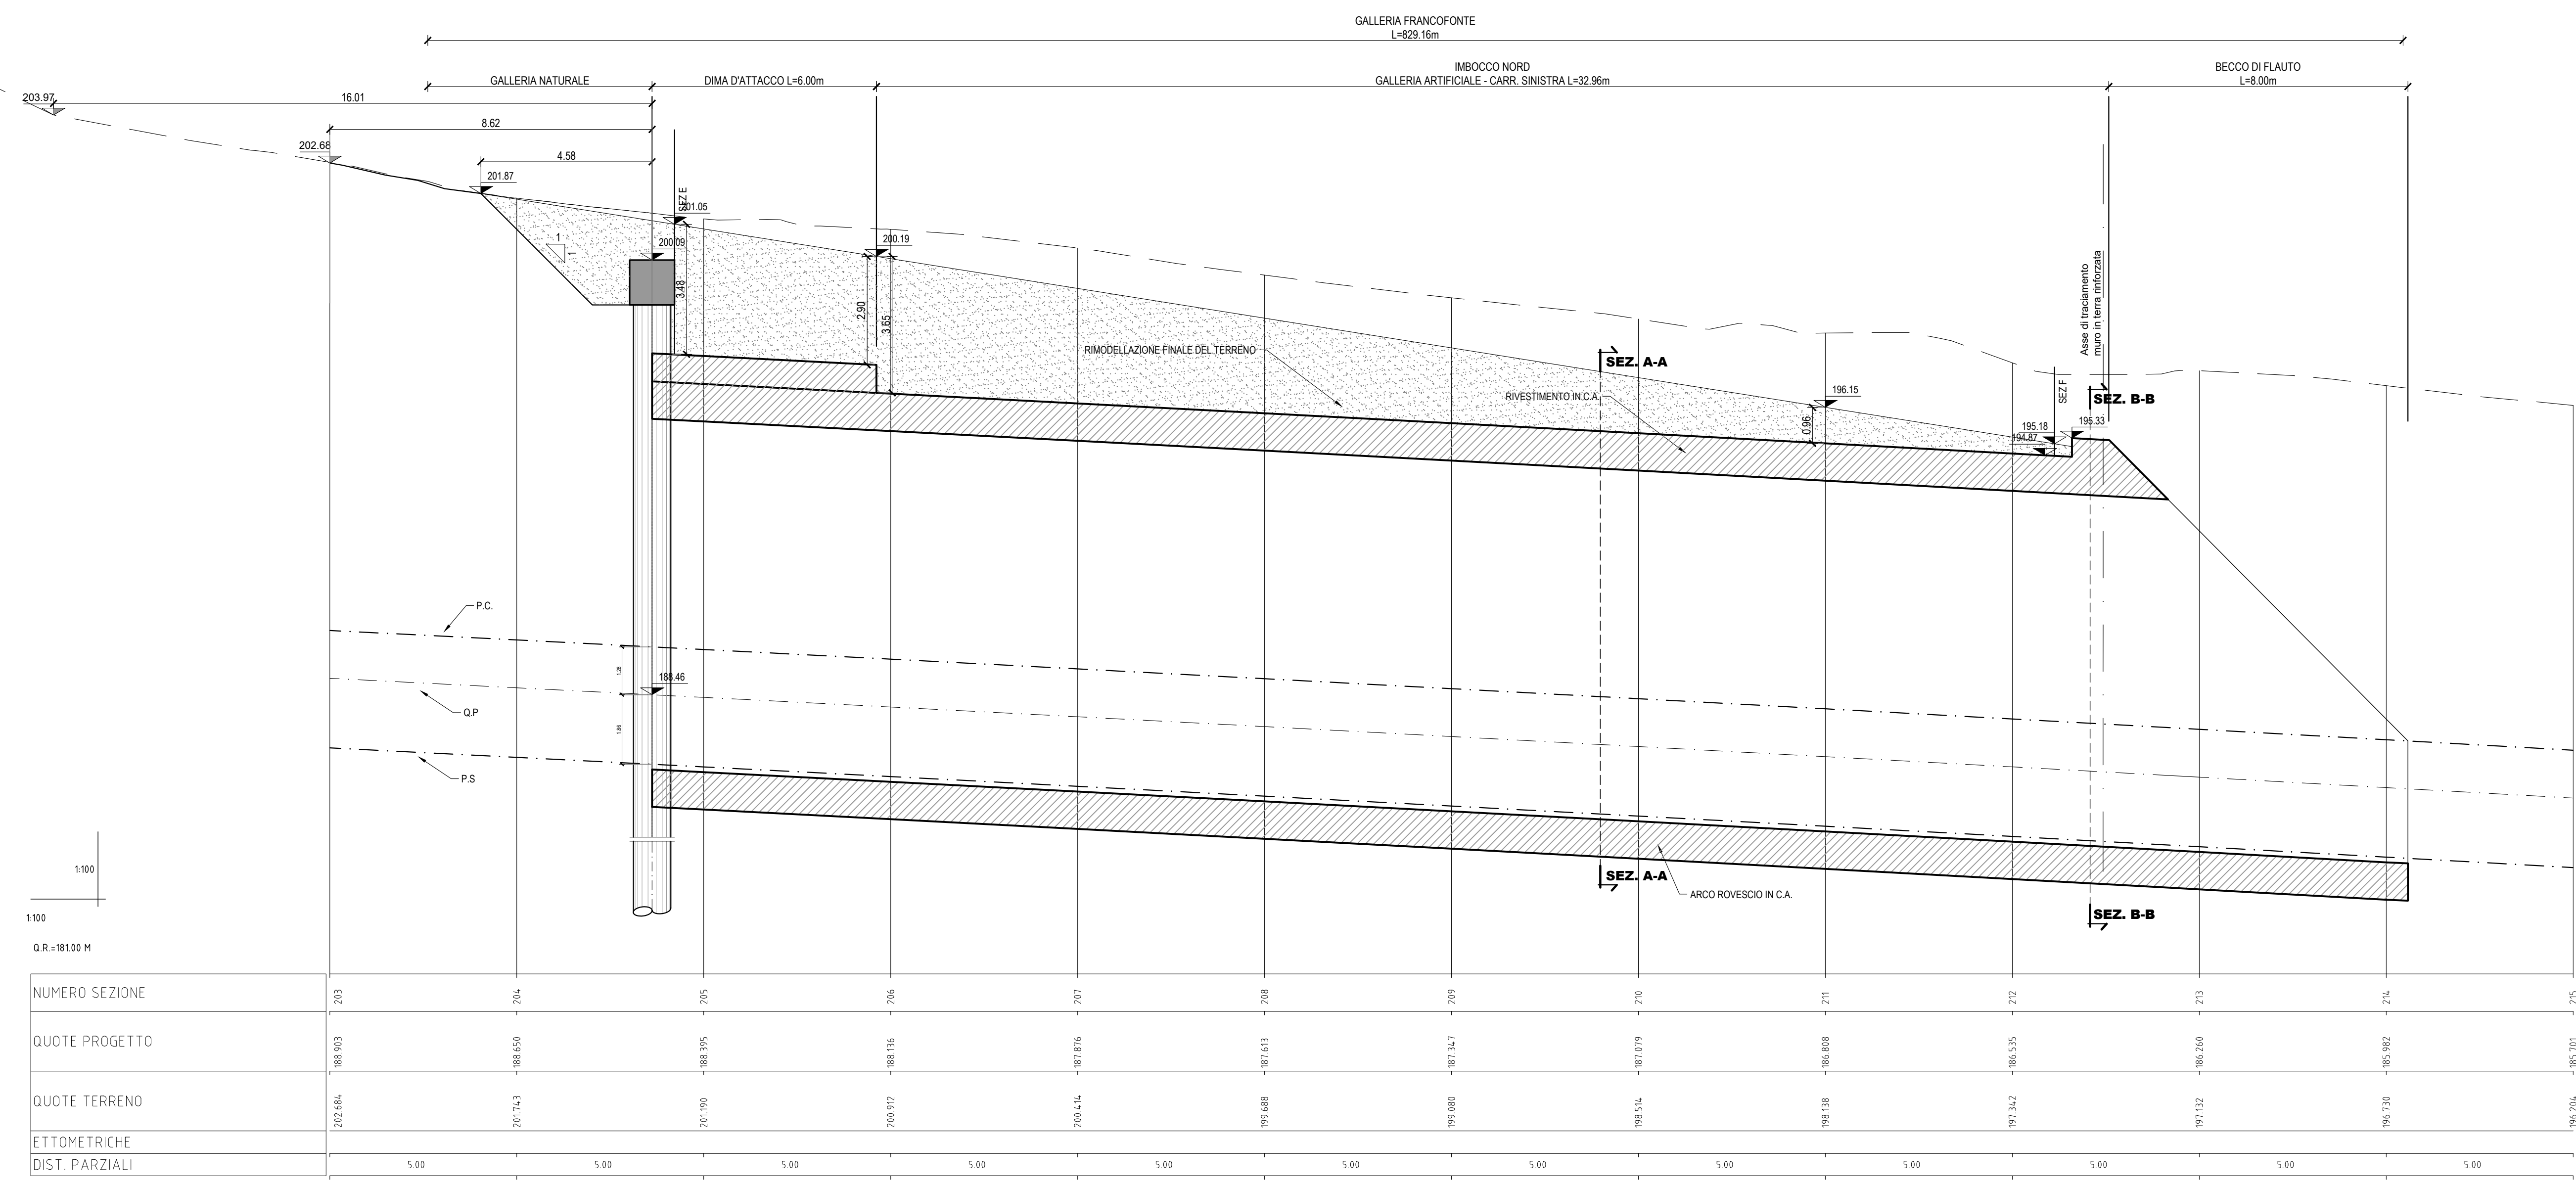 GALLERIA FRANCOFONTE
L=829.16m
GALLERIA NATURALE
DIMA D'ATTACCO L=6.00m
IMBOCCO NORD
GALLERIA ARTIFICIALE - CARR. SINISTRA L=32.96m
BECCO DI FLAUTO
L=8.00m
203.97
16.01
8.62
202.68
4.58
201.87
SEZ E
201.05
200.09
200.19
1
1
3.48
2.90
3.65
Asse di traciamento
muro in terra rinforzata
RIMODELLAZIONE FINALE DEL TERRENO
SEZ. A-A
RIVESTIMENTO IN C.A.
196.15
0.96
SEZ F
SEZ. B-B
195.18
195.33
194.87
P.C.
1.28
188.46
Q.P
1.86
P.S
SEZ. A-A
ARCO ROVESCIO IN C.A.
SEZ. B-B
1:100
1:100
Q.R.=181.00 M
NUMERO SEZIONE 203 204 205 206 207 208 209 210 211 212 213 214 215
QUOTE PROGETTO 188.903 188.650 188.395 188.136 187.876 187.613 187.347 187.079 186.808 186.535 186.260 185.982 185.701
QUOTE TERRENO 202.684 201.743 201.190 200.912 200.414 199.688 199.080 198.514 198.138 197.342 197.132 196.730 196.204
ETTOMETRICHE
DIST. PARZIALI 5.00 5.00 5.00 5.00 5.00 5.00 5.00 5.00 5.00 5.00 5.00 5.00